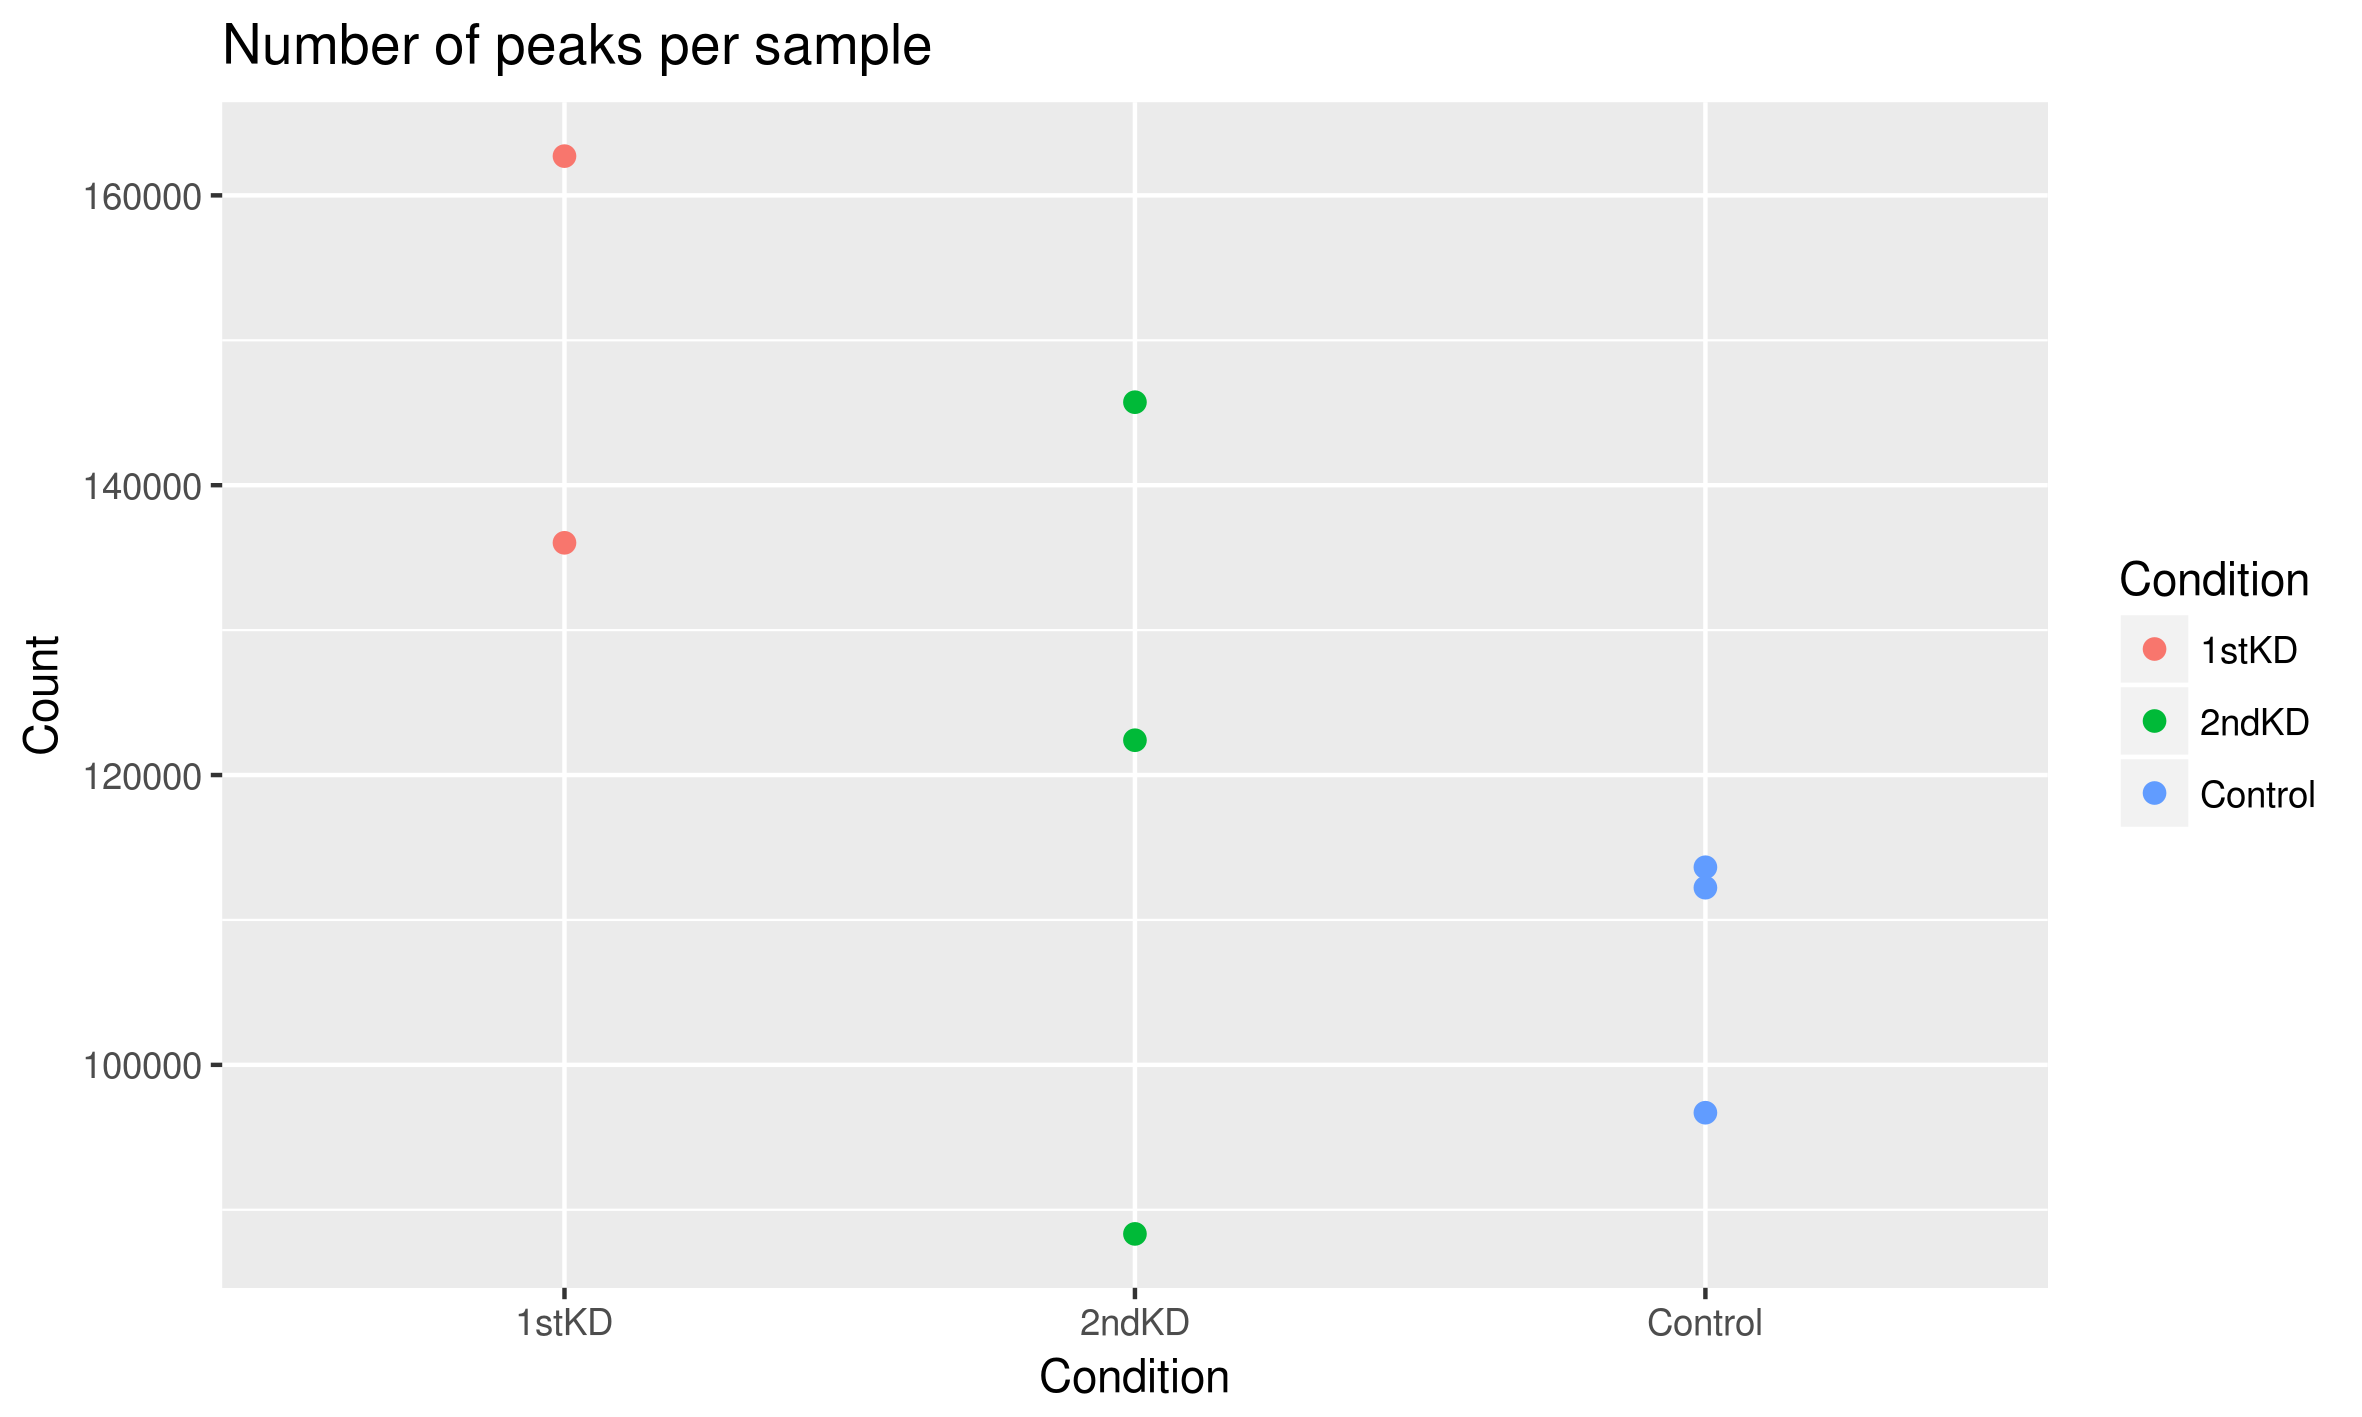 Number of peaks per sample
160000
140000
120000
100000
Count
1stKD
2ndKD
Control
Condition
Condition
1stKD
2ndKD
Control